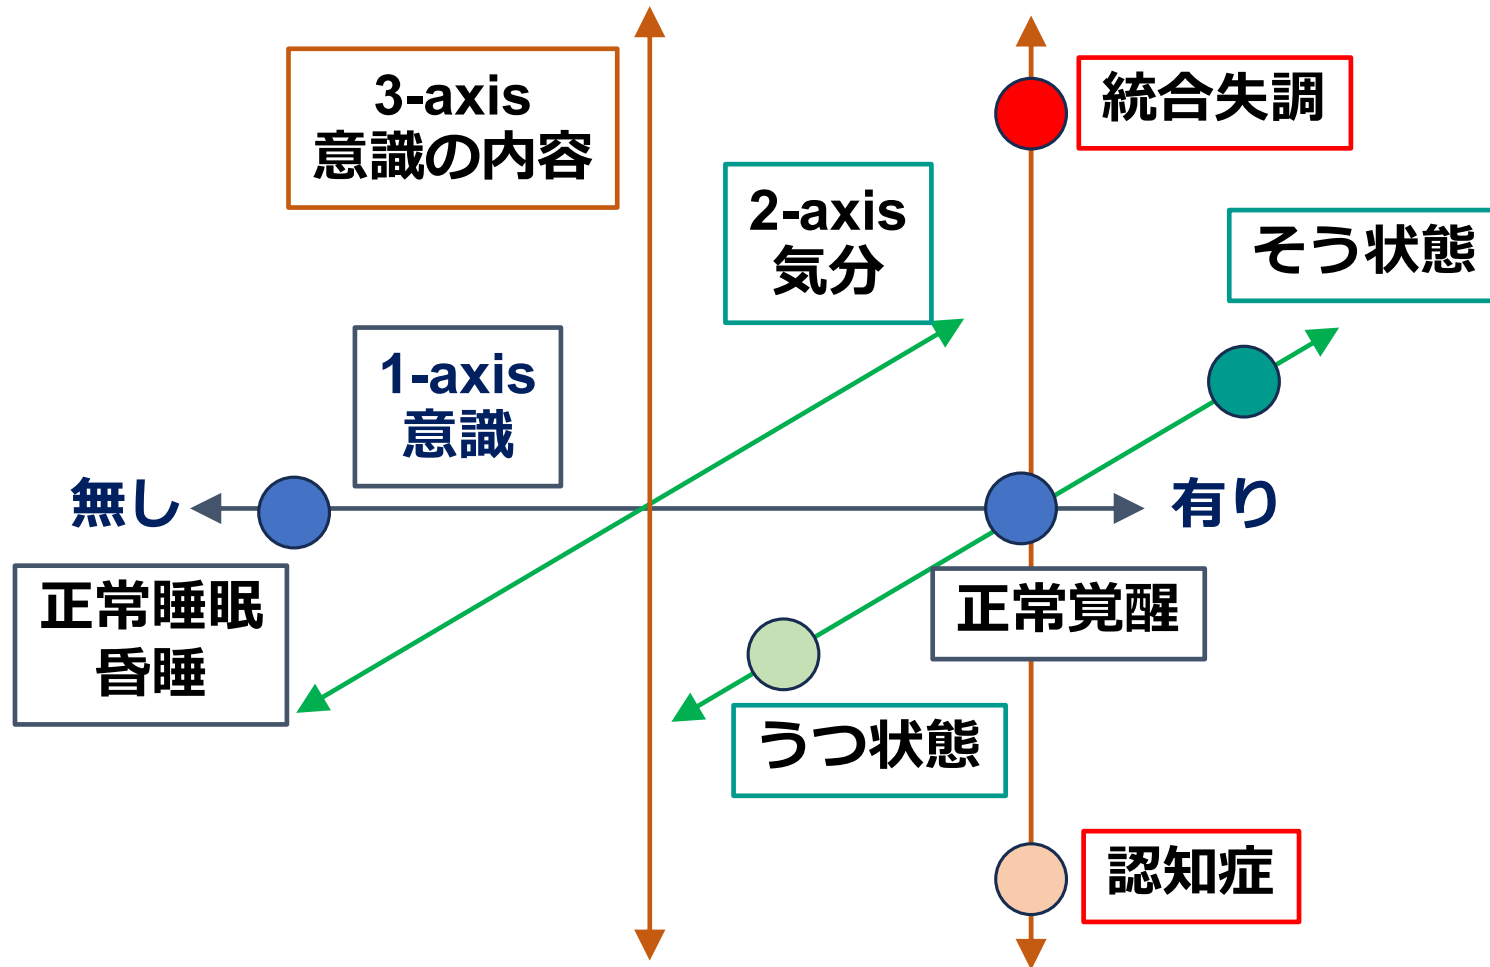 3-axis
意識の内容
統合失調
2-axis
気分
そう状態
1-axis
意識
無し
有り
正常睡眠
昏睡
正常覚醒
うつ状態
認知症